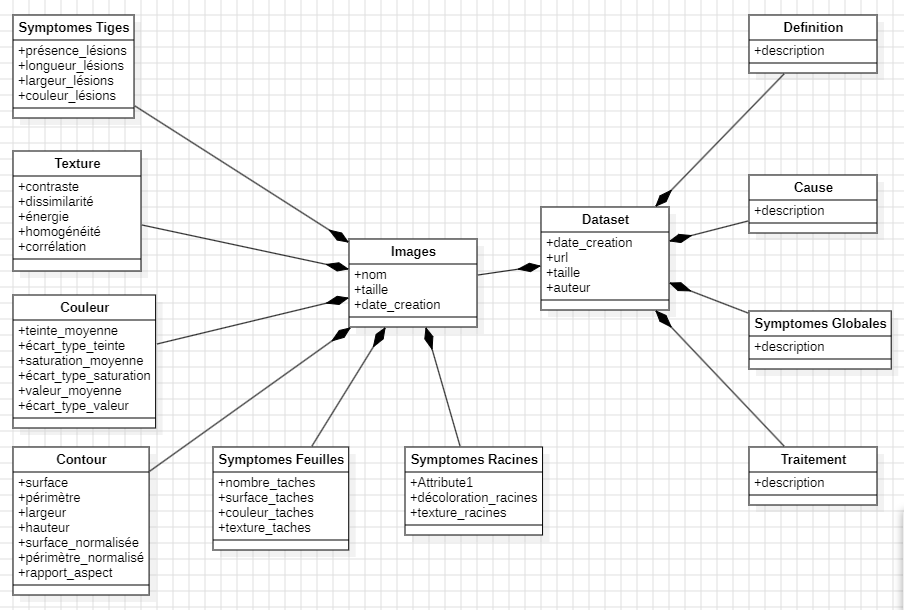 Symptomes Tiges
+présence_lésions
+longueur_lésions
+largeur_lésions
+couleur_lésions
Texture
+contraste
+dissimilarité
+énergie
+homogénéité
+corrélation
Couleur
+teinte_moyenne
+écart_type_teinte
+saturation_moyenne
+écart_type_saturation
+valeur_moyenne
+écart_type_valeur
Contour
+surface
+périmètre
+largeur
+hauteur
+surface_normalisée
+périmètre_normalisé
+rapport_aspect
Symptomes Feuilles
+nombre_taches
+surface_taches
+couleur_taches
+texture_taches
Symptomes Racines
+Attribute1
+décoloration_racines
+texture_racines
Images
+nom
+taille
+date_creation
Dataset
+date_creation
+url
+taille
+auteur
Definition
+description
Cause
+description
Symptomes Globales
+description
Traitement
+description